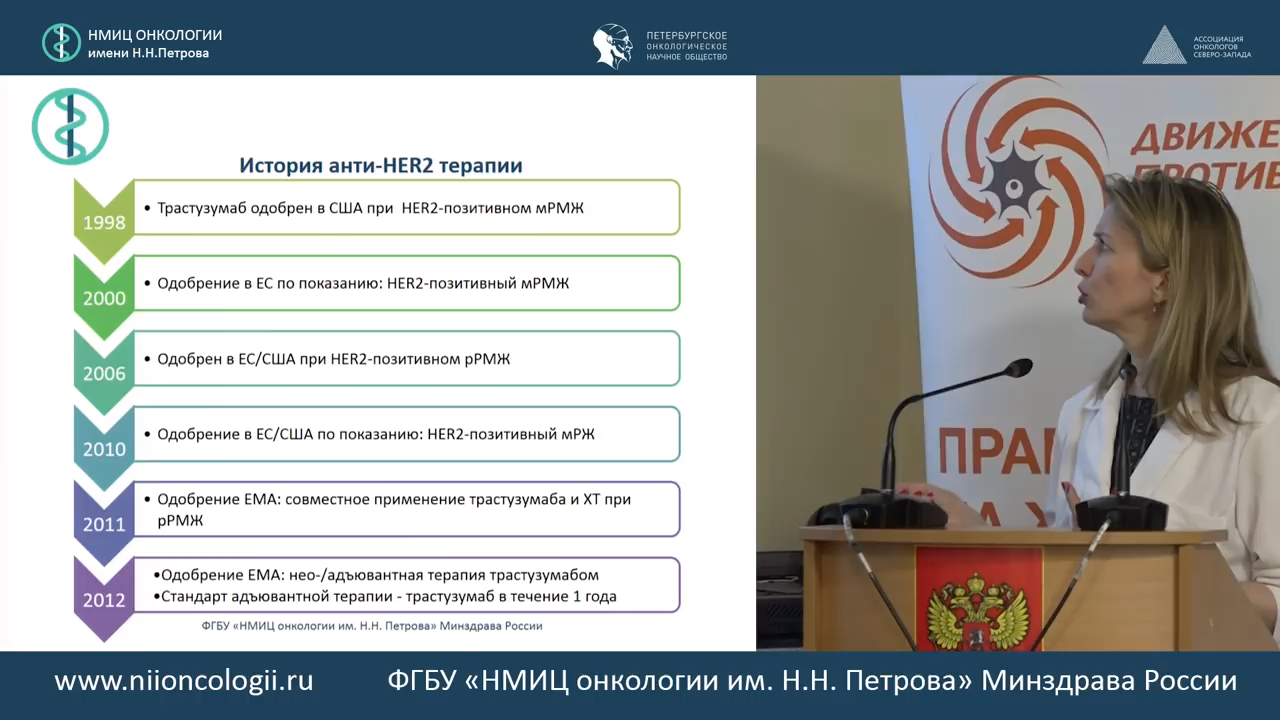 НМИЦ ОНКОЛОГИИ
имени Н.Н.Петрова
ПЕТЕРБУРГСКОЕ
ОНКОЛОГИЧЕСКОЕ
НАУЧНОЕ ОБЩЕСТВО
АССОЦИАЦИЯ
ОНКОЛОГОВ
СЕВЕРО-ЗАПАДА
История анти-HER2 терапии
1998
• Трастузумаб одобрен в США при HER2-позитивном мРМЖ
2000
• Одобрение в ЕС по показанию: HER2-позитивный мРМЖ
2006
• Одобрен в ЕС/США при HER2-позитивном рРМЖ
2010
• Одобрение в ЕС/США по показанию: HER2-позитивный мРЖ
2011
• Одобрение ЕМА: совместное применение трастузумаба и ХТ при
рРМЖ
2012
•Одобрение ЕМА: нео-/адъювантная терапия трастузумабом
•Стандарт адъювантной терапии - трастузумаб в течение 1 года
ФГБУ «НМИЦ онкологии им. Н.Н. Петрова» Минздрава России
ДВИЖЕ
ПРОТИВ
ПРАВ
www.niioncologii.ru
ФГБУ «НМИЦ онкологии им. Н.Н. Петрова» Минздрава России